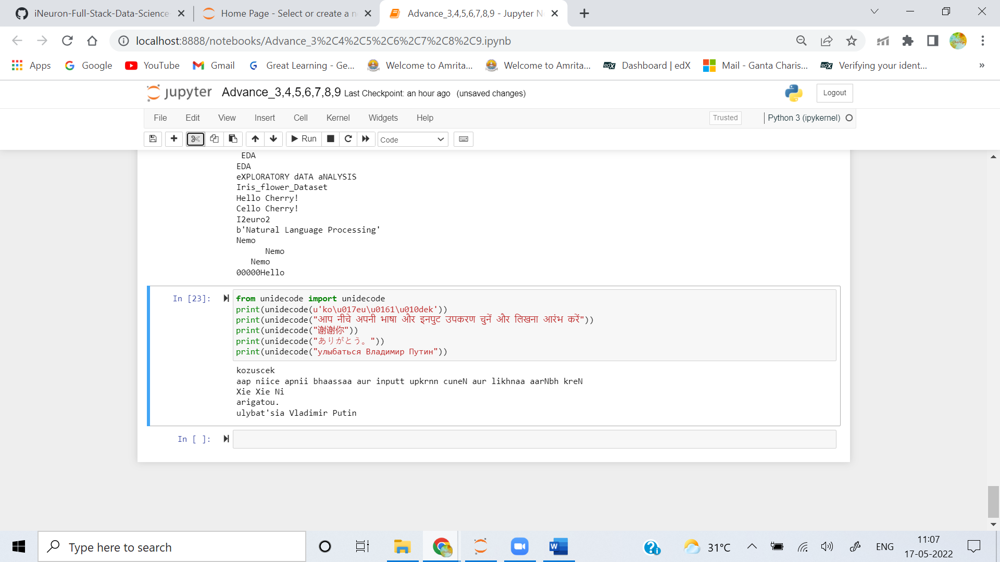 iNeuron-Full-Stack-Data-Science
Home Page - Select or create a n
Advance_3,4,5,6,7,8,9 - Jupyter N
localhost:8888/notebooks/Advance_3%2C4%2C5%2C6%2C7%2C8%2C9.ipynb
Apps
Google
YouTube
Gmail
Great Learning - Ge...
Welcome to Amrita...
Welcome to Amrita...
Dashboard | edX
Mail - Ganta Charis...
Verifying your ident...
»
jupyter Advance_3,4,5,6,7,8,9 Last Checkpoint: an hour ago (unsaved changes)
Logout
File Edit View Insert Cell Kernel Widgets Help
Trusted
Python 3 (ipykernel)
Run
Code
EDA
EDA
eXPLORATORY dATA aNALYSIS
Iris_flower_Dataset
Hello Cherry!
Cello Cherry!
I2euro2
b'Natural Language Processing'
Nemo
Nemo
Nemo
00000Hello
In [23]:
from unidecode import unidecode
print(unidecode(u'ko\u017eu\u0161\u010dek'))
print(unidecode("आप नीचे अपनी भाषा और इनपुट उपकरण चुनें और लिखना आरंभ करें"))
print(unidecode("谢谢你"))
print(unidecode("ありがとう。"))
print(unidecode("улыбаться Владимир Путин"))
kozuscek
aap niice apnii bhaassaa aur inputt upkrnn cuneN aur likhnaa aarNbh kreN
Xie Xie Ni
arigatou.
ulybat'sia Vladimir Putin
In [ ]:
Type here to search
31°C
ENG
11:07
17-05-2022